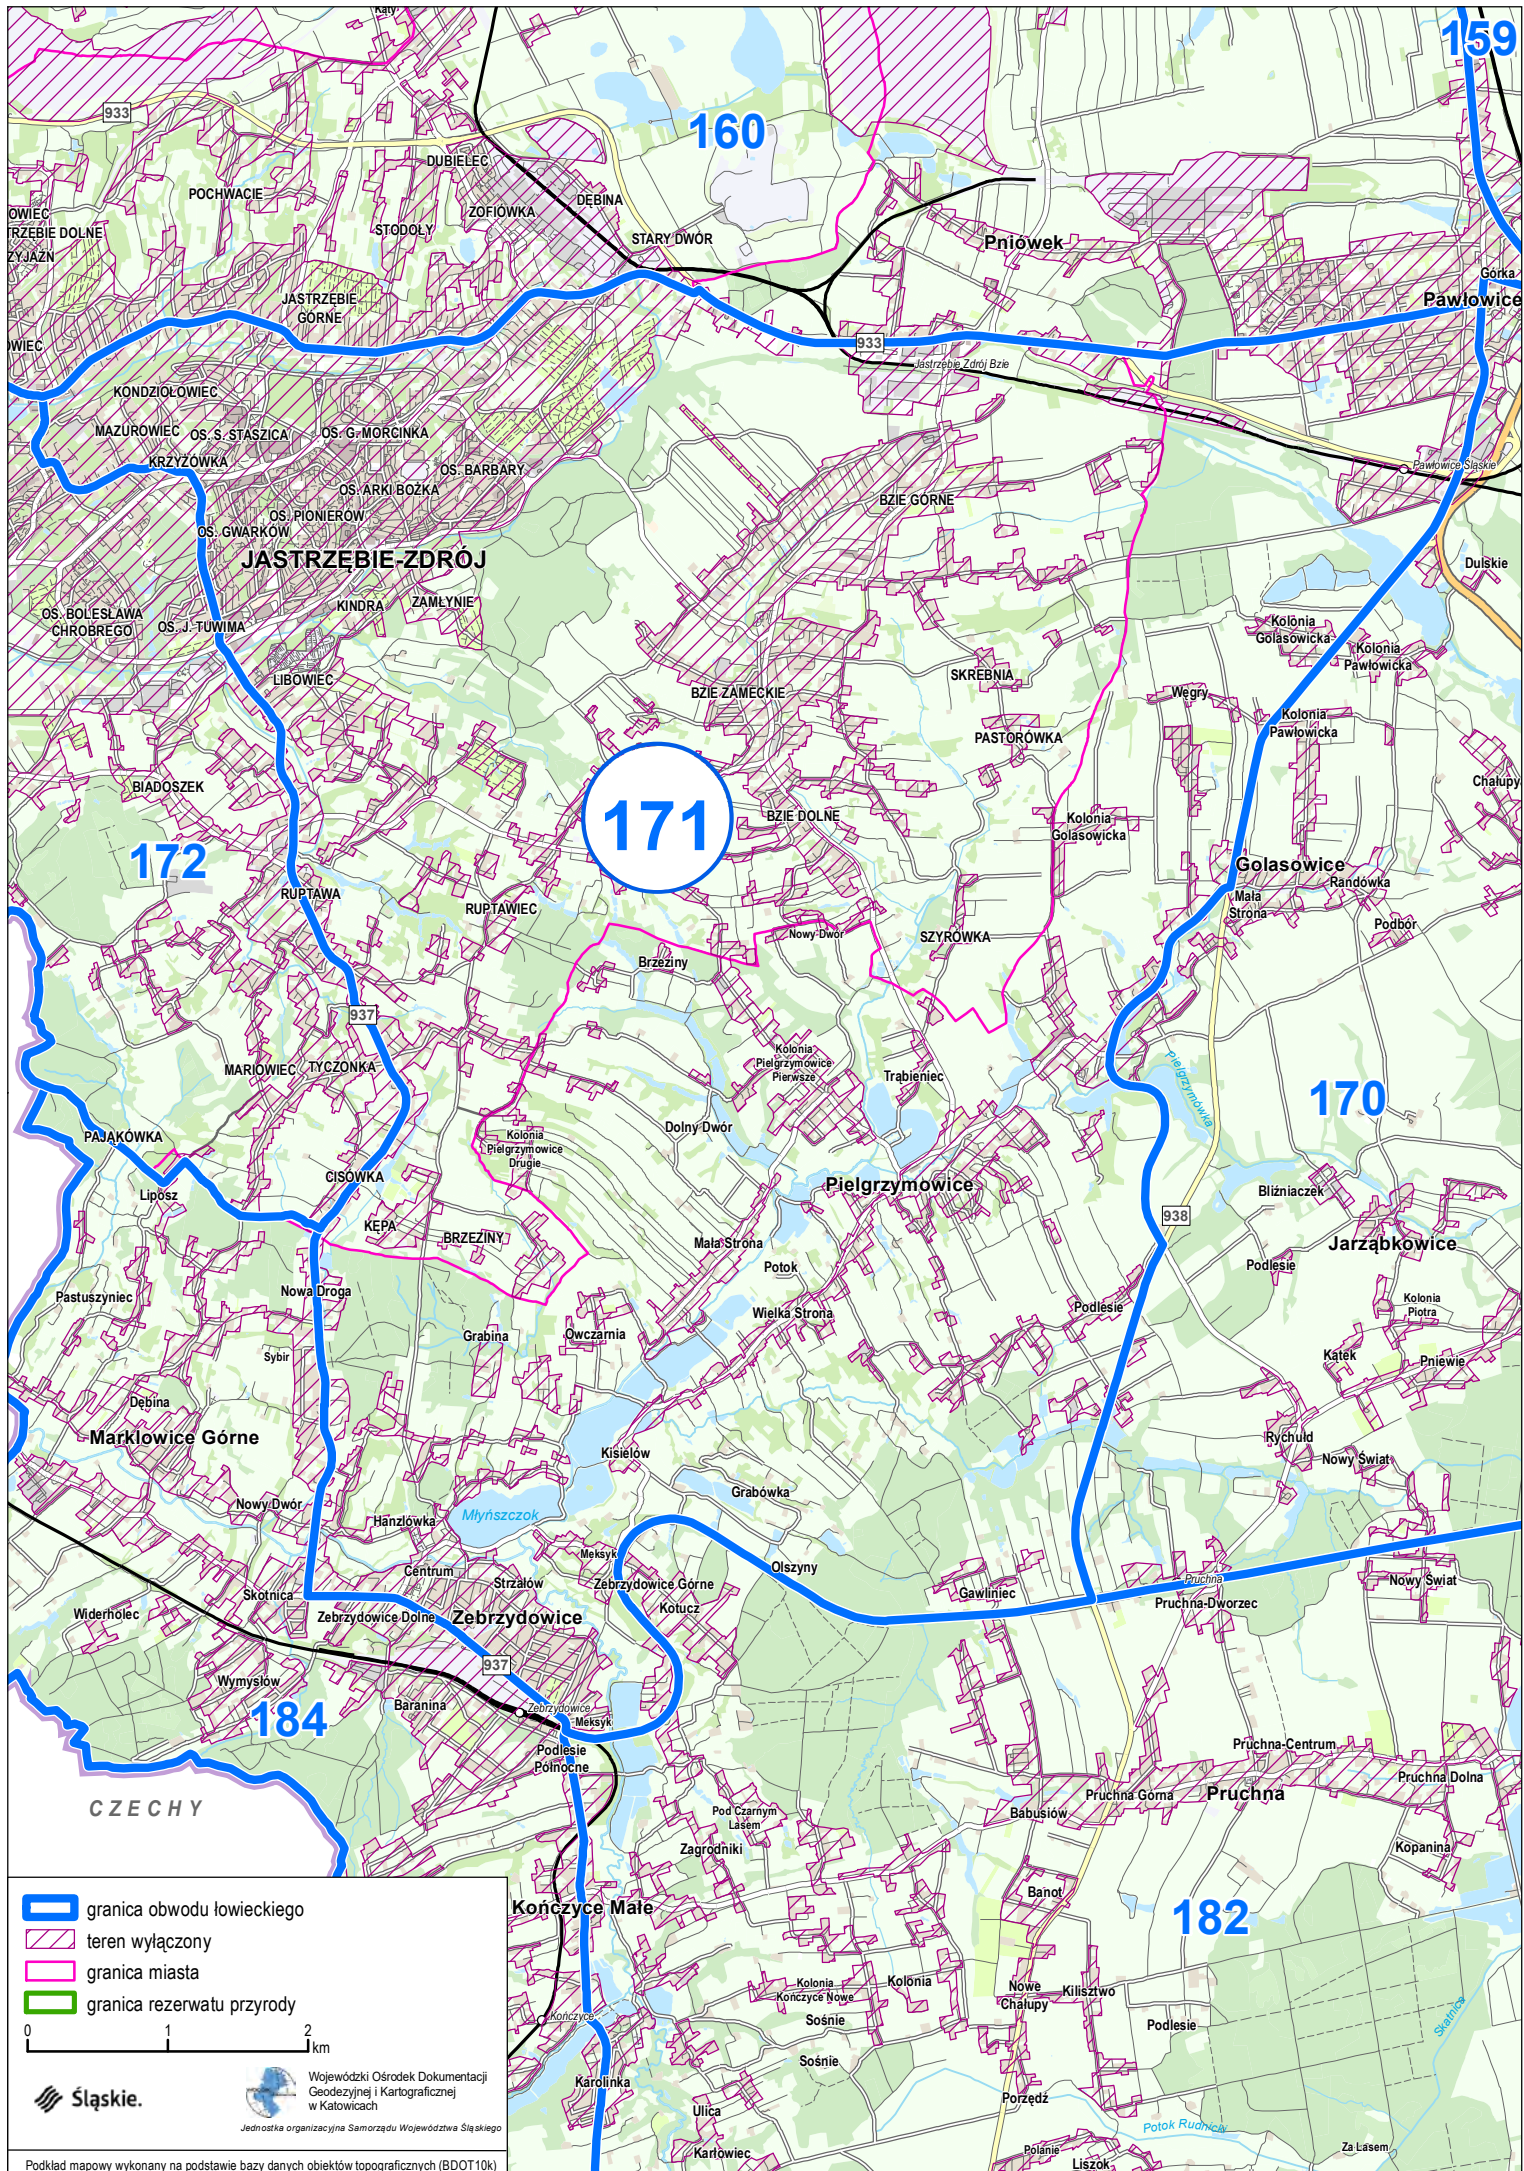 Kąty
159
933
160
DUBIELEC
POCHWACIE
DĘBINA
ZOFIÓWKA
OWIEC
TRZEBIE DOLNE
STODOŁY
STARY DWÓR
Pniówek
ZYJAŹN
Górka
JASTRZĘBIE
GÓRNE
Pawłowice
OWIEC
933
Jastrzębie Zdrój Bzie
KONDZIOŁOWIEC
MAZUROWIEC
OS. S. STASZICA
OS. G. MORCINKA
KRZYŻÓWKA
OS. BARBARY
Pawłowice Śląskie
OS. ARKI BOŻKA
BZIE GÓRNE
OS. PIONIERÓW
OS. GWARKÓW
JASTRZĘBIE-ZDRÓJ
Dulskie
OS. BOLESŁAWA
CHROBREGO
KINDRA
ZAMŁYNIE
OS. J. TUWIMA
Kolonia
Golasowicka
Kolonia
Pawłowicka
LIBOWIEC
SKREBNIA
BZIE ZAMECKIE
Węgry
Kolonia
Pawłowicka
PASTORÓWKA
BIADOSZEK
Chałupy
171
BZIE DOLNE
Kolonia
Golasowicka
172
Golasowice
RUPTAWA
Randówka
Mała
Strona
RUPTAWIEC
Podbór
Nowy Dwór
SZYRÓWKA
Brzeziny
937
Kolonia
Pielgrzymowice
Pierwsze
MARIOWIEC
TYCZONKA
Trąbieniec
Pielgrzymówka
170
PAJĄKÓWKA
Kolonia
Pielgrzymowice
Drugie
Dolny Dwór
CISÓWKA
Pielgrzymowice
Liposz
Bliźniaczek
938
KĘPA
BRZEZINY
Mała Strona
Jarząbkowice
Potok
Podlesie
Pastuszyniec
Nowa Droga
Wielka Strona
Podlesie
Kolonia
Piotra
Grabina
Owczarnia
Sybir
Kątek
Pniewie
Dębina
Marklowice Górne
Kisielów
Rychułd
Nowy Świat
Grabówka
Nowy Dwór
Hanzlówka
Młyńszczok
Meksyk
Olszyny
Centrum
Strzałów
Zebrzydowice Górne
Pruchna
Skotnica
Gawliniec
Nowy Świat
Kotucz
Pruchna-Dworzec
Widerholec
Zebrzydowice Dolne
Zebrzydowice
937
Wymysłów
Baranina
Zebrzydowice
184
Meksyk
Podlesie
Północne
Pruchna-Centrum
Pruchna Dolna
CZECHY
Pruchna Górna
Pruchna
Pod Czarnym
Lasem
Babusiów
Zagrodniki
Kopanina
Banot
Kończyce Małe
182
Kolonia
Kończyce Nowe
Kolonia
Nowe
Chałupy
Kilisztwo
Kończyce
Sośnie
Podlesie
Skatnica
Sośnie
Karolinka
Porzędź
Ulica
Potok Rudnicki
Karłowiec
Polanie
Liszok
Za Lasem
granica obwodu łowieckiego
teren wyłączony
granica miasta
granica rezerwatu przyrody
0 1 2
km
Śląskie.
Wojewódzki Ośrodek Dokumentacji
Geodezyjnej i Kartograficznej
w Katowicach
Jednostka organizacyjna Samorządu Województwa Śląskiego
Podkład mapowy wykonany na podstawie bazy danych obiektów topograficznych (BDOT10k)